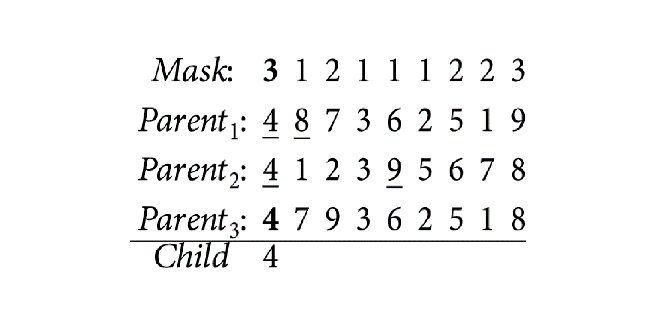 Mask: 3 1 2 1 1 1 2 2 3
Parent1: 4 8 7 3 6 2 5 1 9
Parent2: 4 1 2 3 9 5 6 7 8
Parent3: 4 7 9 3 6 2 5 1 8
Child 4